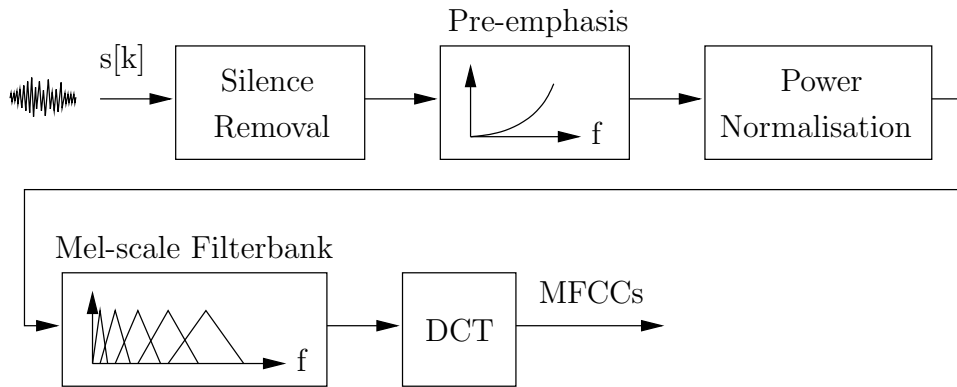 Pre-emphasis
s[k]
Silence
Removal
f
Power
Normalisation
Mel-scale Filterbank
f
DCT
MFCCs